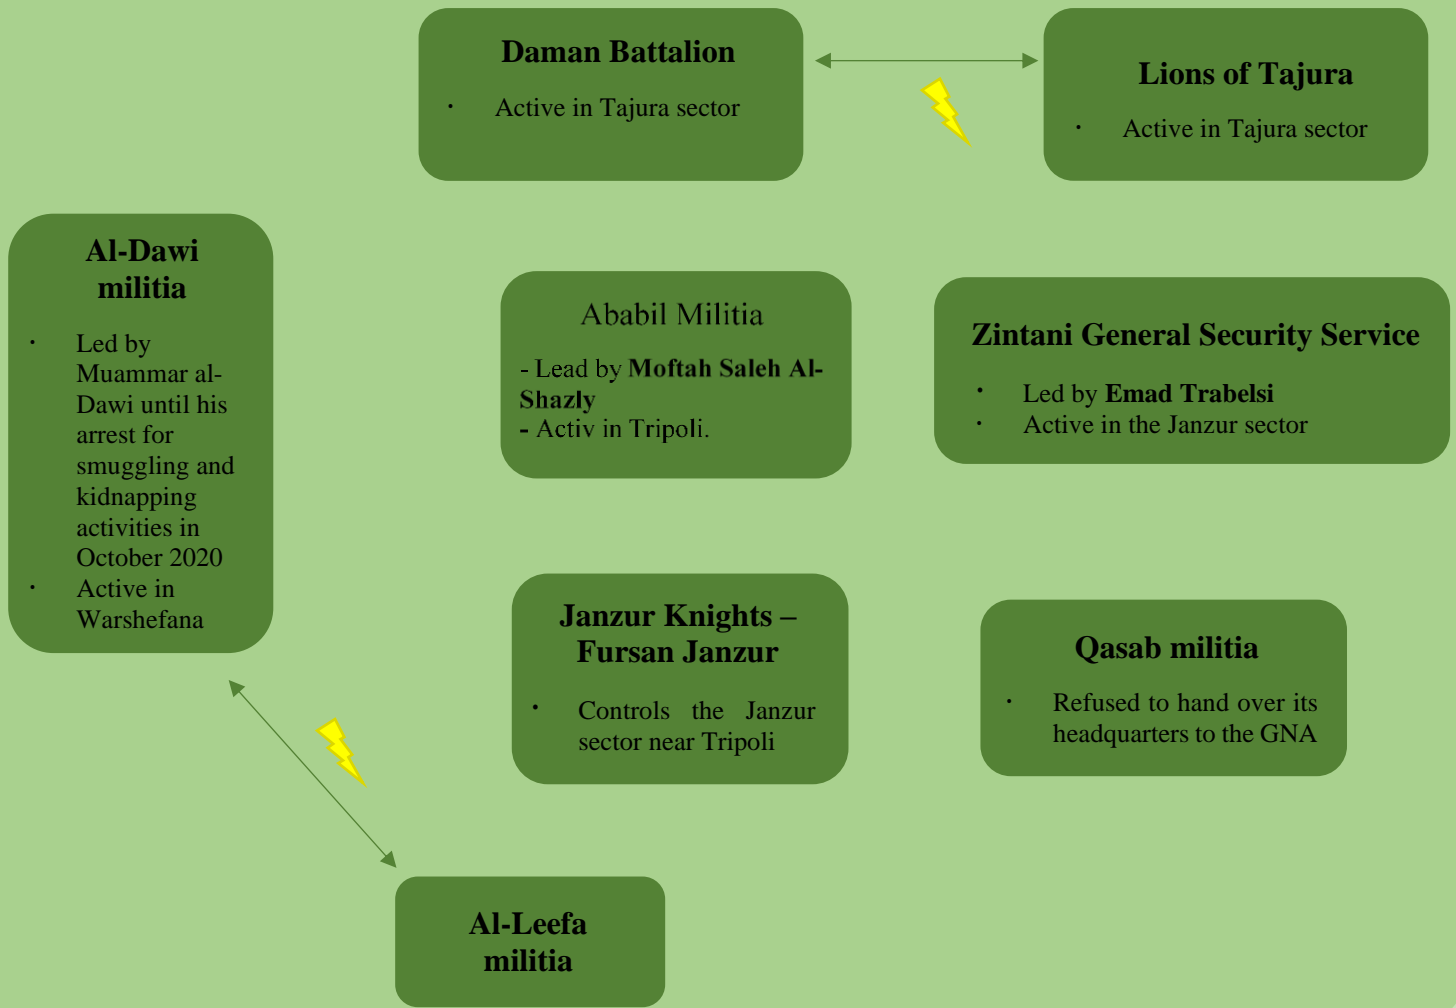 Daman Battalion
· Active in Tajura sector
Lions of Tajura
· Active in Tajura sector
Al-Dawi
militia
· Led by
Muammar al-
Dawi until his
arrest for
smuggling and
kidnapping
activities in
October 2020
· Active in
Warshefana
Ababil Militia
- Lead by Moftah Saleh Al-
Shazly
- Activ in Tripoli.
Zintani General Security Service
· Led by Emad Trabelsi
· Active in the Janzur sector
Janzur Knights –
Fursan Janzur
· Controls the Janzur
sector near Tripoli
Qasab militia
· Refused to hand over its
headquarters to the GNA
Al-Leefa
militia